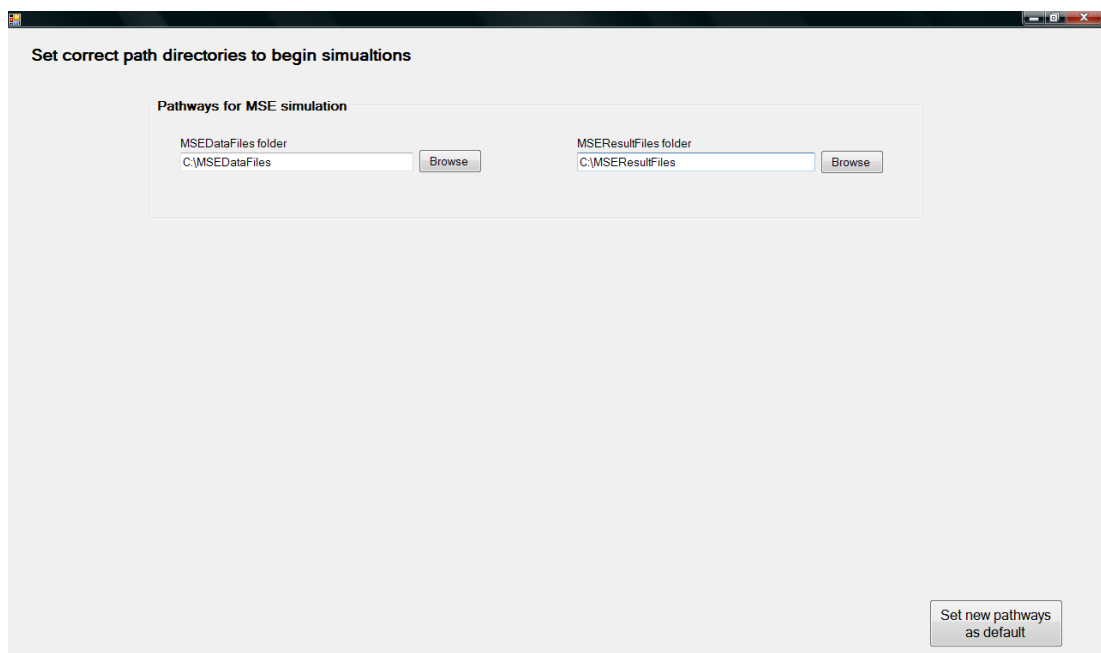 Set correct path directories to begin simualtions
Pathways for MSE simulation
MSEDataFiles folder
C:\MSEDataFiles
Browse
MSEResultFiles folder
C:\MSEResultFiles
Browse
Set new pathways
as default